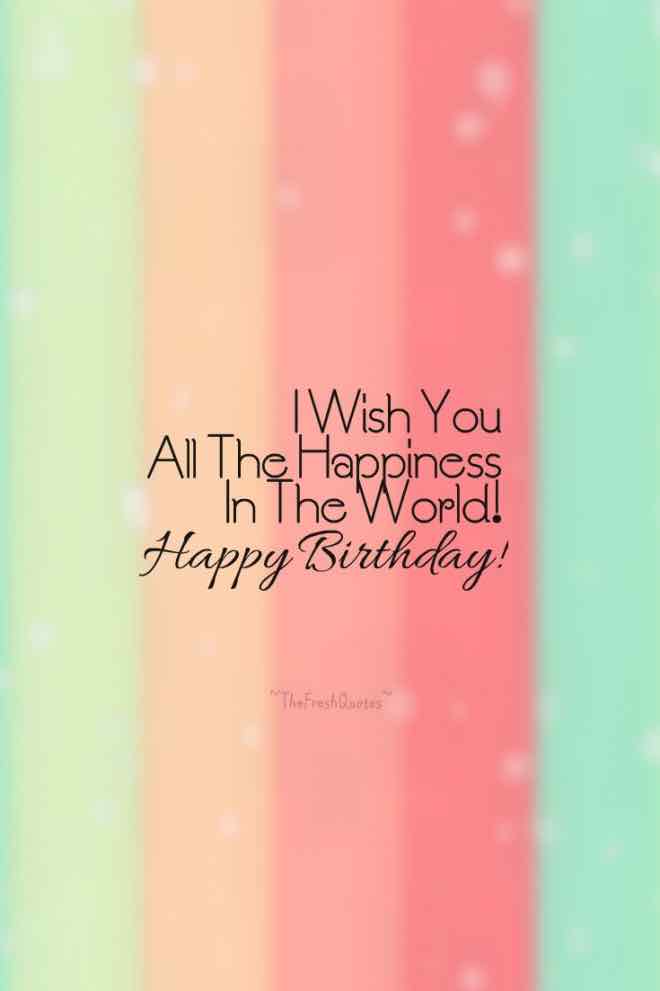 I Wish You
All The Happiness
In The World!
Happy Birthday!
~TheFreshQuotes~